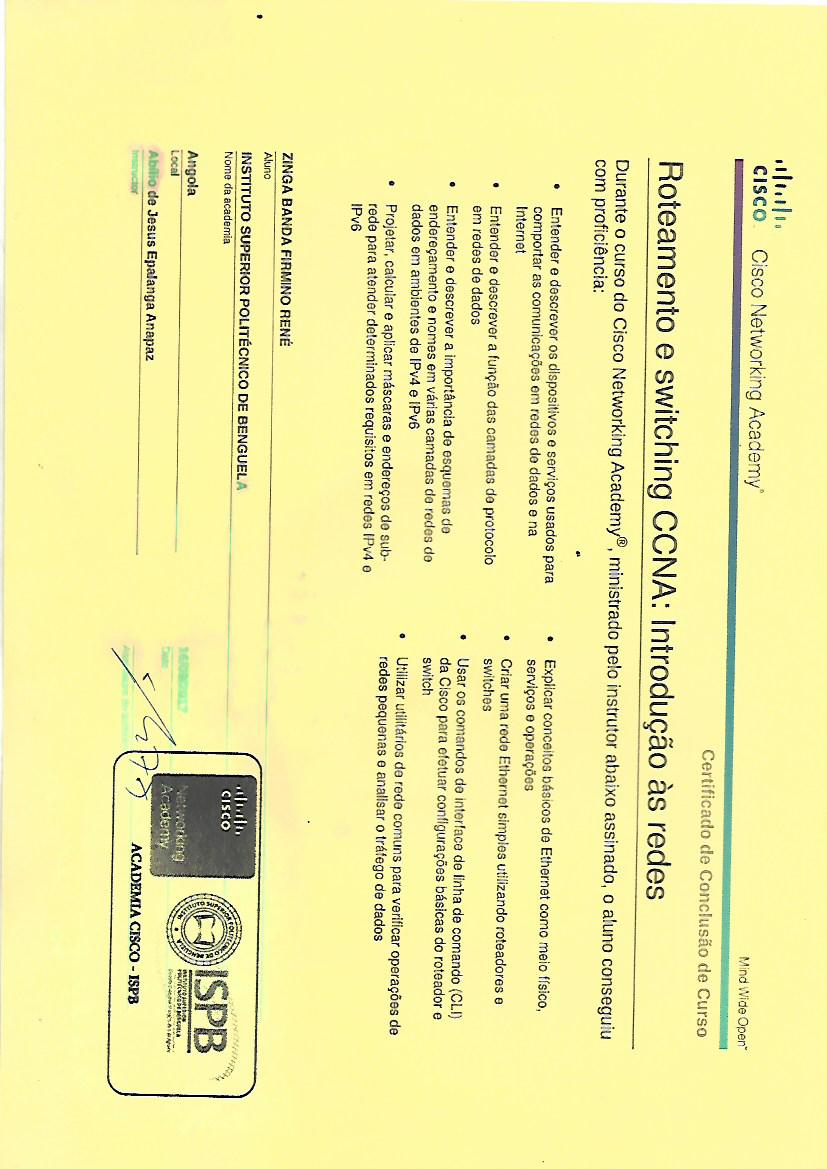 CISCO Cisco Networking Academy® Mind Wide Open™
Certificado de Conclusão de Curso
Roteamento e switching CCNA: Introdução às redes
Durante o curso do Cisco Networking Academy®, ministrado pelo instrutor abaixo assinado, o aluno conseguiu
com proficiência:
• Entender e descrever os dispositivos e serviços usados para
comportar as comunicações em redes de dados e na
Internet
• Entender e descrever a função das camadas de protocolo
em redes de dados
• Entender e descrever a importância de esquemas de
endereçamento e nomes em várias camadas de redes de
dados em ambientes de IPv4 e IPv6
• Projetar, calcular e aplicar máscaras e endereços de sub-
rede para atender determinados requisitos em redes IPv4 e
IPv6
• Explicar conceitos básicos de Ethernet como meio físico,
serviços e operações
• Criar uma rede Ethernet simples utilizando roteadores e
switches
• Usar os comandos de interface de linha de comando (CLI)
da Cisco para efetuar configurações básicas do roteador e
switch
• Utilizar utilitários de rede comuns para verificar operações de
redes pequenas e analisar o tráfego de dados
ZINGA BANDA FIRMINO RENÉ
Aluno
INSTITUTO SUPERIOR POLITÉCNICO DE BENGUELA
Nome da academia
Angola
Local
Data
Abílio de Jesus Epalanga Anapaz
Instructor
CISCO
Networking
Academy
INSTITUTO SUPERIOR POLITÉCNICO DE BENGUELA
ISPB
INSTITUTO SUPERIOR
POLITÉCNICO DE BENGUELA
ACADEMIA CISCO - ISPB